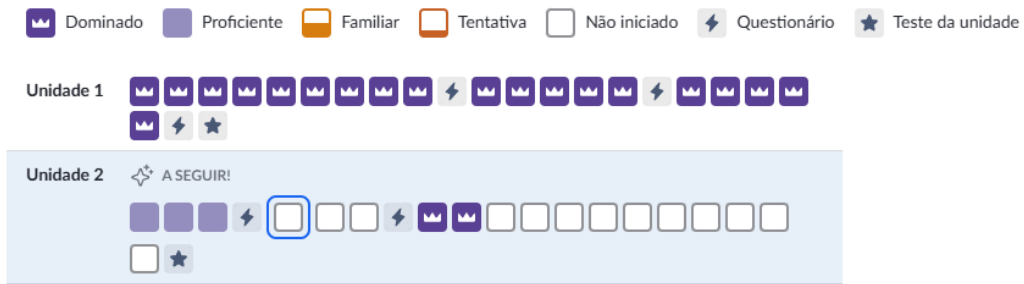 Dominado Proficiente Familiar Tentativa Não iniciado Questionário Teste da unidade
Unidade 1
Unidade 2 A SEGUIR!